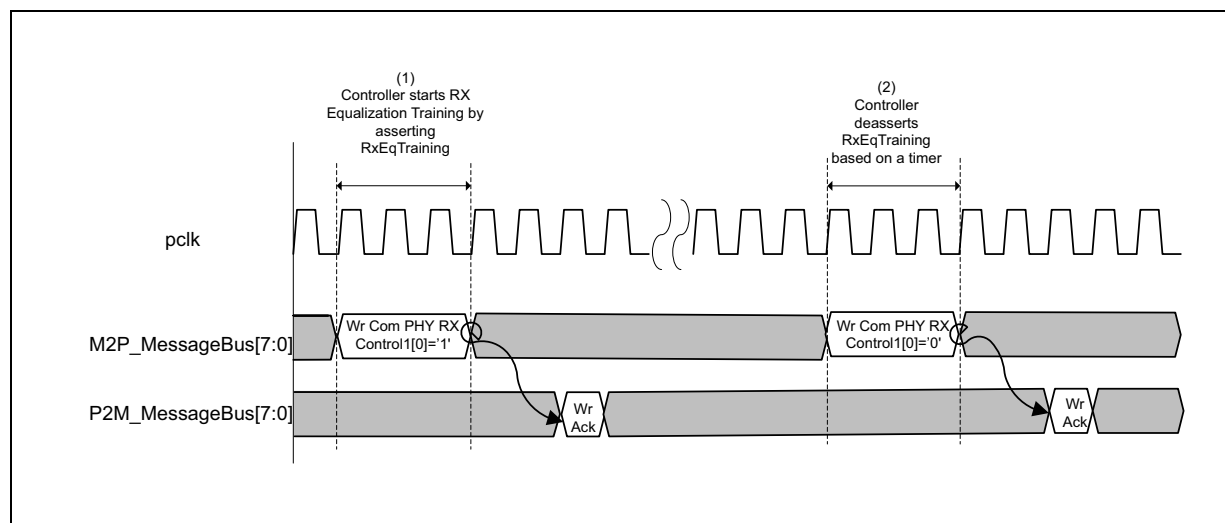 (1)
Controller starts RX
Equalization Training by
asserting
RxEqTraining
(2)
Controller
deasserts
RxEqTraining
based on a timer
pclk
M2P_MessageBus[7:0]
Wr Com PHY RX
Control1[0]='1'
Wr Com PHY RX
Control1[0]='0'
P2M_MessageBus[7:0]
Wr
Ack
Wr
Ack